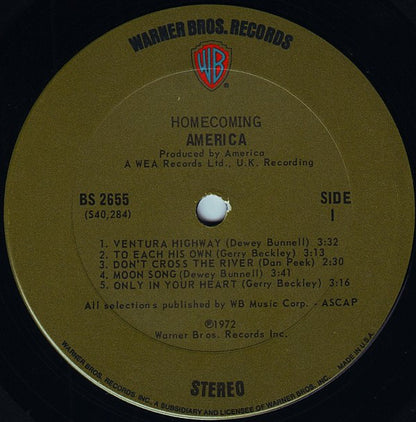 WARNER BROS. RECORDS
WB
®
HOMECOMING
AMERICA
Produced by America
A WEA Records Ltd., U.K. Recording
BS 2655
(S40,284)
SIDE
1
1. VENTURA HIGHWAY (Dewey Bunnell) 3:32
2. TO EACH HIS OWN (Gerry Beckley) 3:13
3. DON'T CROSS THE RIVER (Dan Peek) 2:30
4. MOON SONG (Dewey Bunnell) 3:41
5. ONLY IN YOUR HEART (Gerry Beckley) 3:16
All selections published by WB Music Corp. - ASCAP
℗1972
Warner Bros. Records Inc.
STEREO
WARNER BROS. RECORDS INC. A SUBSIDIARY AND LICENSEE OF WARNER BROS. INC.
MADE IN U.S.A.